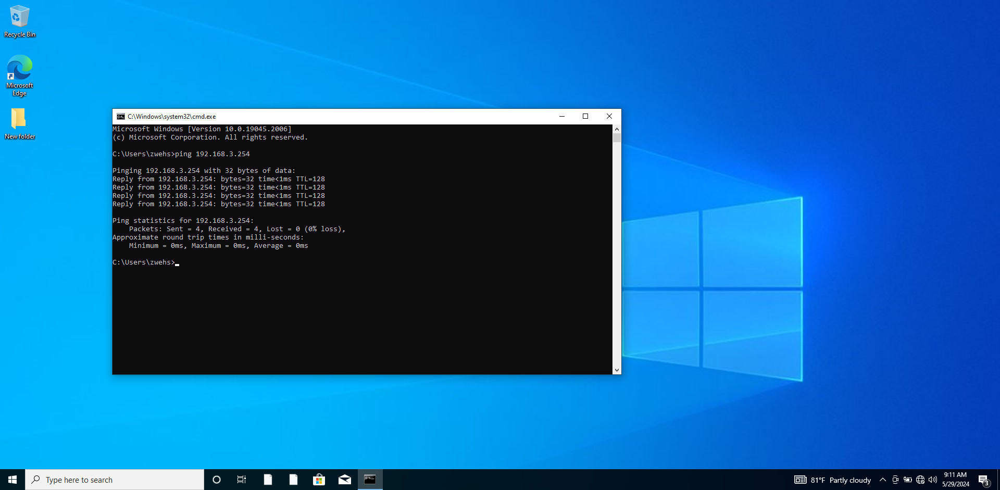 Recycle Bin
Microsoft
Edge
New folder
C:\Windows\system32\cmd.exe
Microsoft Windows [Version 10.0.19045.2006]
(c) Microsoft Corporation. All rights reserved.
C:\Users\zwehs>ping 192.168.3.254
Pinging 192.168.3.254 with 32 bytes of data:
Reply from 192.168.3.254: bytes=32 time<1ms TTL=128
Reply from 192.168.3.254: bytes=32 time<1ms TTL=128
Reply from 192.168.3.254: bytes=32 time<1ms TTL=128
Reply from 192.168.3.254: bytes=32 time<1ms TTL=128
Ping statistics for 192.168.3.254:
    Packets: Sent = 4, Received = 4, Lost = 0 (0% loss),
Approximate round trip times in milli-seconds:
    Minimum = 0ms, Maximum = 0ms, Average = 0ms
C:\Users\zwehs>
Type here to search
81°F Partly cloudy
9:11 AM
5/29/2024
3